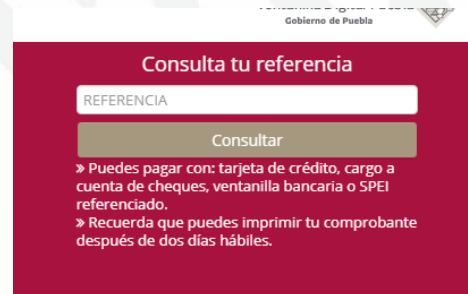 Gobierno de Puebla
Consulta tu referencia
REFERENCIA
Consultar
» Puedes pagar con: tarjeta de crédito, cargo a
cuenta de cheques, ventanilla bancaria o SPEI
referenciado.
» Recuerda que puedes imprimir tu comprobante
después de dos días hábiles.